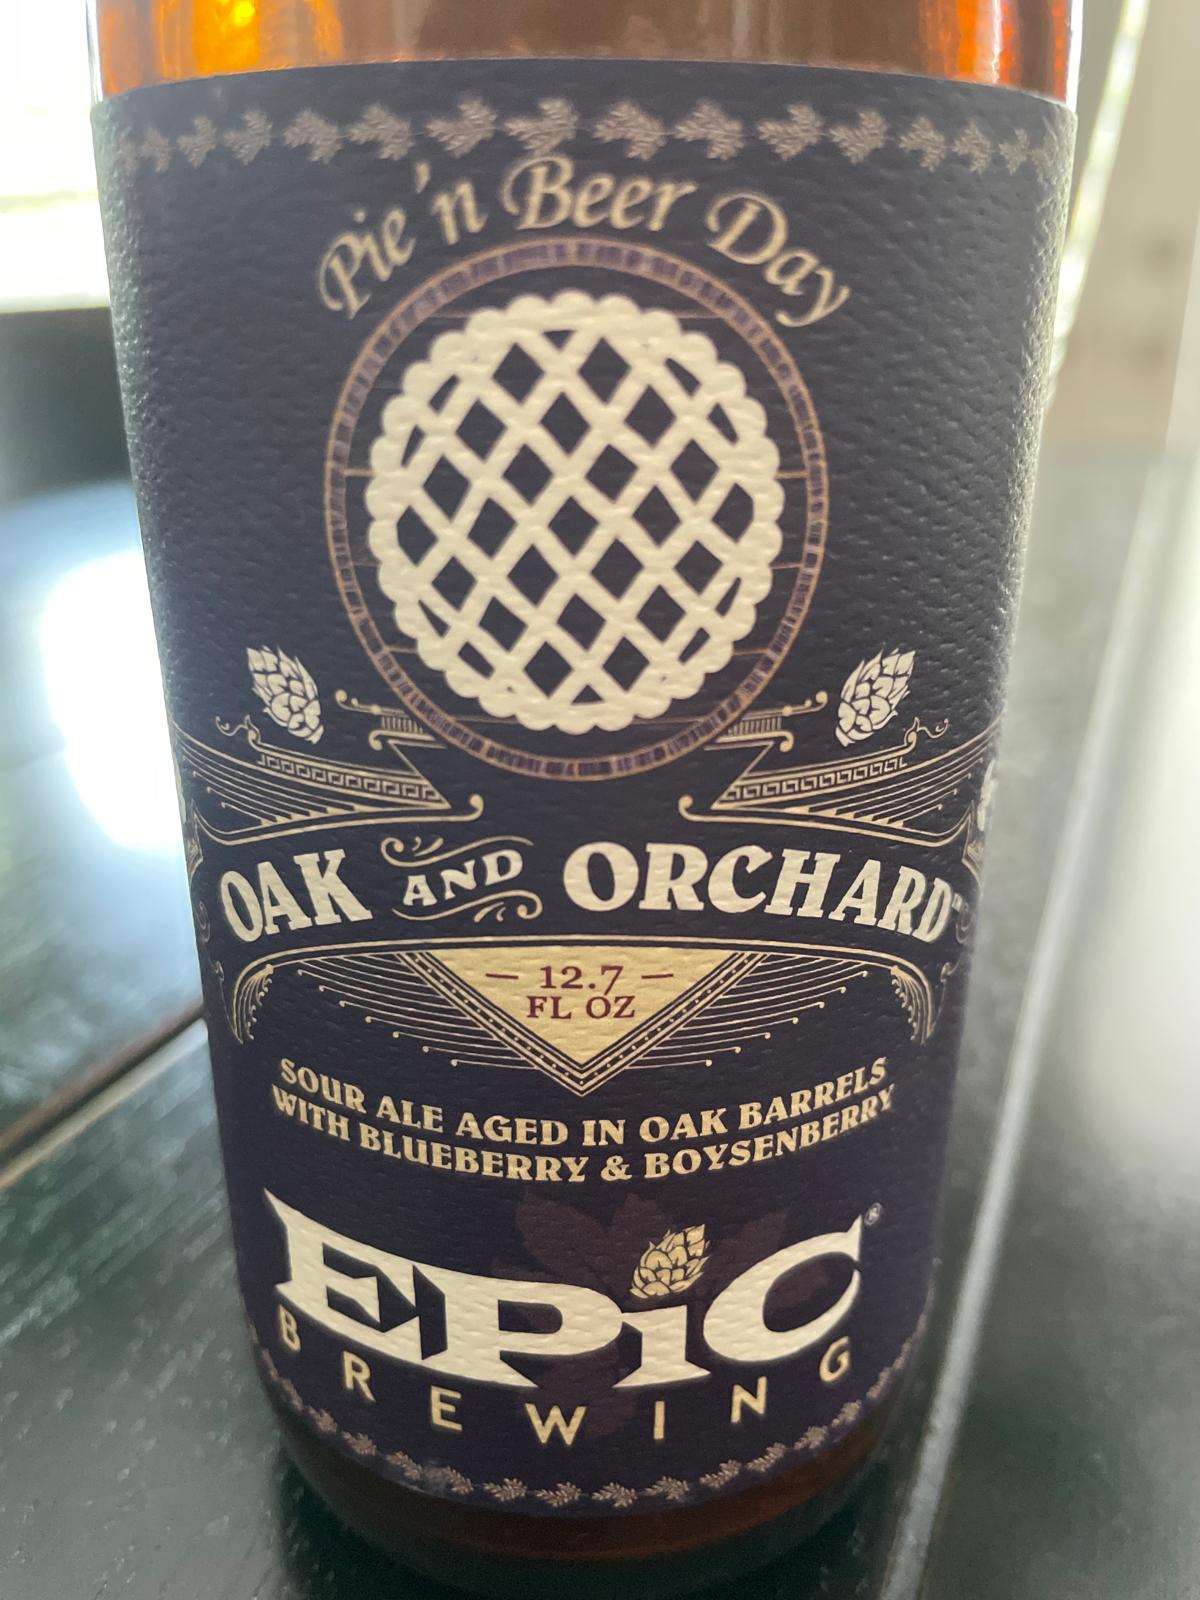 Pie 'n Beer Day
OAK AND ORCHARD™
— 12.7 —
FL OZ
SOUR ALE AGED IN OAK BARRELS
WITH BLUEBERRY & BOYSENBERRY
EPiC®
BREWING